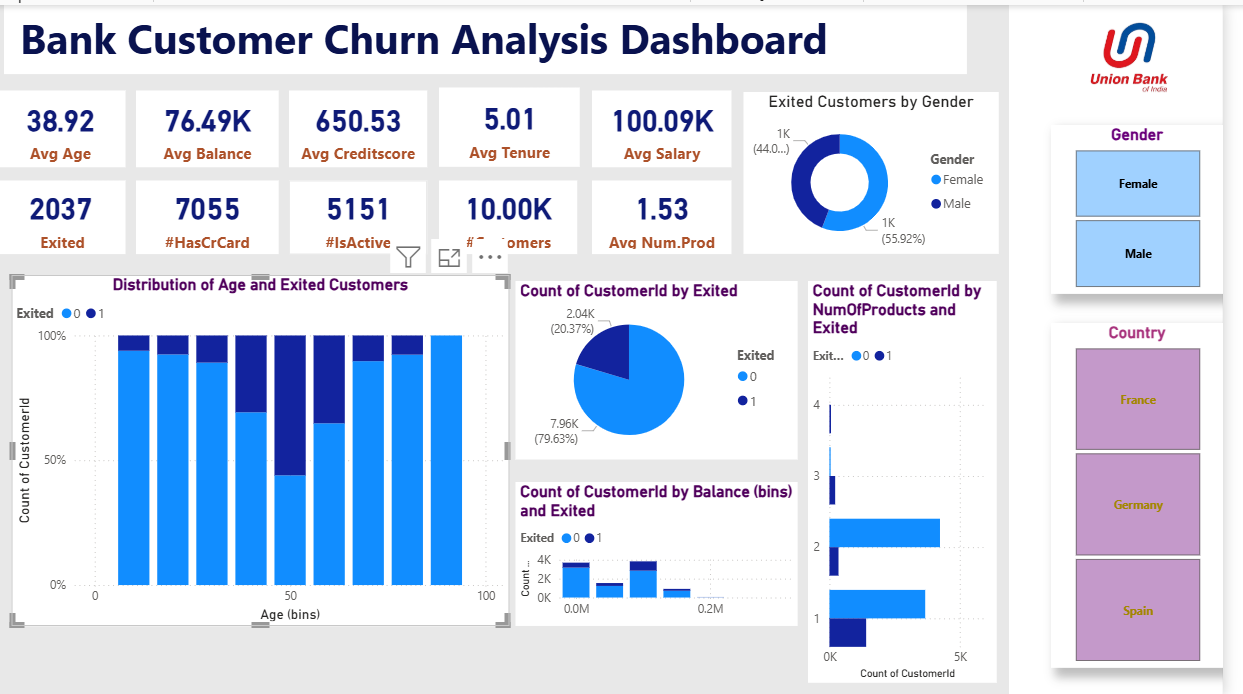 Bank Customer Churn Analysis Dashboard
Union Bank
of India
38.92
Avg Age
76.49K
Avg Balance
650.53
Avg Creditscore
5.01
Avg Tenure
100.09K
Avg Salary
2037
Exited
7055
#HasCrCard
5151
#IsActive
10.00K
1.53
Avg Num.Prod
Exited Customers by Gender
1K
(44.0...)
1K
(55.92%)
Gender
Female
Male
Gender
Female
Male
Country
France
Germany
Spain
Distribution of Age and Exited Customers
Exited 0 1
100%
50%
0%
0 50 100
Count of CustomerId
Age (bins)
Count of CustomerId by Exited
2.04K
(20.37%)
7.96K
(79.63%)
Exited
0
1
Count of CustomerId by Balance (bins)
and Exited
Exited 0 1
4K
2K
0K
Count ...
0.0M 0.2M
Count of CustomerId by
NumOfProducts and
Exited
Exit... 0 1
4
3
2
1
0K 5K
Count of CustomerId